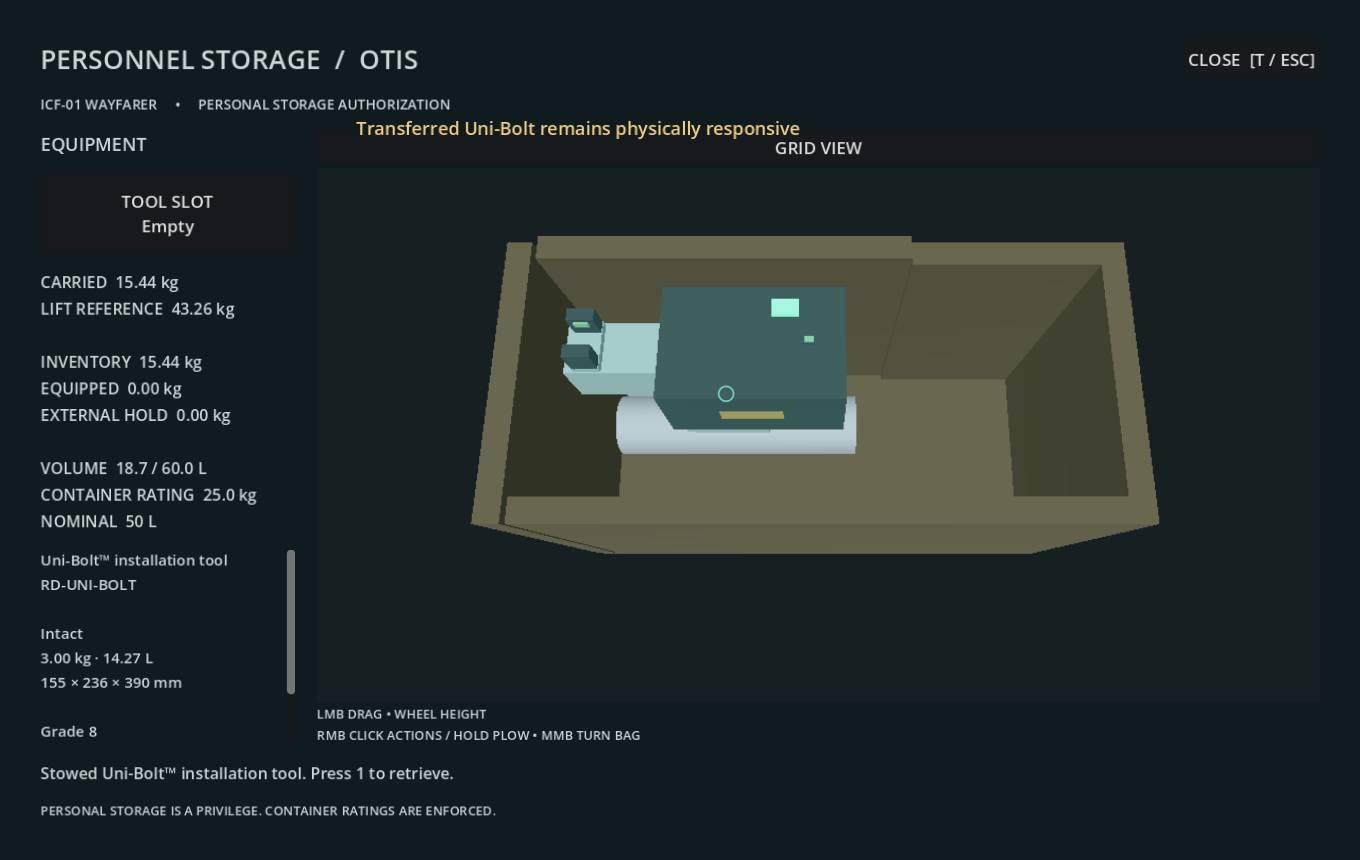 PERSONNEL STORAGE / OTIS
CLOSE [T / ESC]
ICF-01 WAYFARER • PERSONAL STORAGE AUTHORIZATION
Transferred Uni-Bolt remains physically responsive
EQUIPMENT
GRID VIEW
TOOL SLOT
Empty
CARRIED 15.44 kg
LIFT REFERENCE 43.26 kg
INVENTORY 15.44 kg
EQUIPPED 0.00 kg
EXTERNAL HOLD 0.00 kg
VOLUME 18.7 / 60.0 L
CONTAINER RATING 25.0 kg
NOMINAL 50 L
Uni-Bolt™ installation tool
RD-UNI-BOLT
Intact
3.00 kg · 14.27 L
155 × 236 × 390 mm
Grade 8
LMB DRAG • WHEEL HEIGHT
RMB CLICK ACTIONS / HOLD PLOW • MMB TURN BAG
Stowed Uni-Bolt™ installation tool. Press 1 to retrieve.
PERSONAL STORAGE IS A PRIVILEGE. CONTAINER RATINGS ARE ENFORCED.